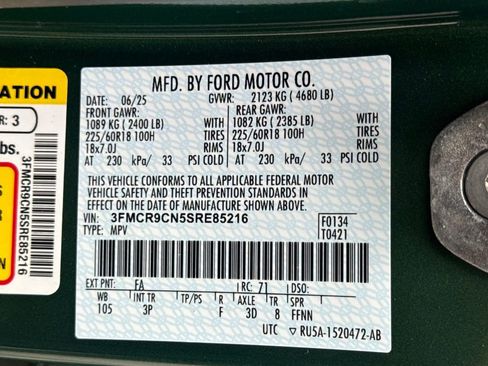 ATION
R: 3
bs.
N
3FMCR9CN5SRE85216
MFD. BY FORD MOTOR CO.
DATE: 06/25 GVWR: 2123 KG ( 4680 LB)
FRONT GAWR: REAR GAWR:
1089 KG ( 2400 LB) WITH 1082 KG ( 2385 LB) WITH
225/60R18 100H TIRES 225/60R18 100H TIRES
18x7.0J RIMS 18x7.0J RIMS
AT 230 kPa/ 33 PSI COLD AT 230 kPa/ 33 PSI COLD
THIS VEHICLE CONFORMS TO ALL APPLICABLE FEDERAL MOTOR
VEHICLE SAFETY AND THEFT PREVENTION STANDARDS IN
EFFECT ON THE DATE OF MANUFACTURE SHOWN ABOVE.
VIN: 3FMCR9CN5SRE85216
TYPE: MPV
F0134
T0421
EXT PNT: FA RC: 71 DSO:
WB INT TR TP/PS R AXLE TR SPR
105 3P F 3D 8 FFNN
UTC RU5A-1520472-AB